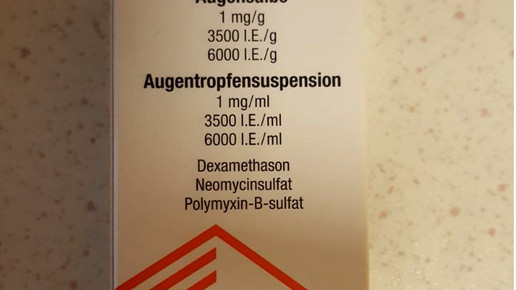 Augensalbe
1 mg/g
3500 I.E./g
6000 I.E./g
Augentropfensuspension
1 mg/ml
3500 I.E./ml
6000 I.E./ml
Dexamethason
Neomycinsulfat
Polymyxin-B-sulfat